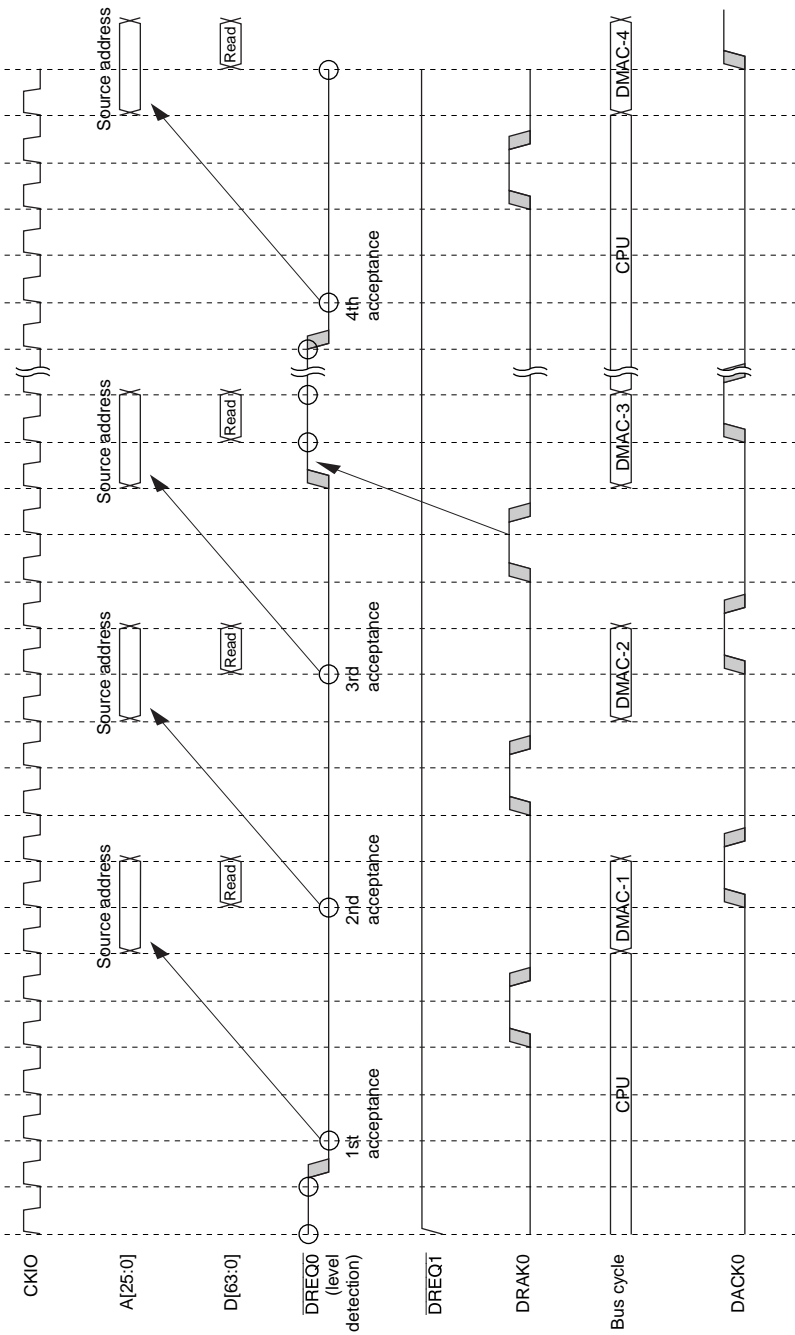 CKIO
Source address
Source address
Source address
Source address
A[25:0]
Read
Read
Read
Read
D[63:0]
DREQ0
(level
detection)
1st
acceptance
2nd
acceptance
3rd
acceptance
4th
acceptance
DREQ1
DRAK0
Bus cycle
CPU
DMAC-1
DMAC-2
DMAC-3
CPU
DMAC-4
DACK0